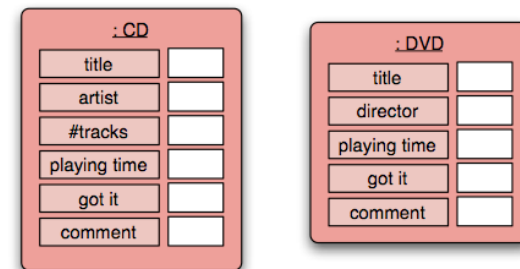 : CD
title
artist
#tracks
playing time
got it
comment
: DVD
title
director
playing time
got it
comment